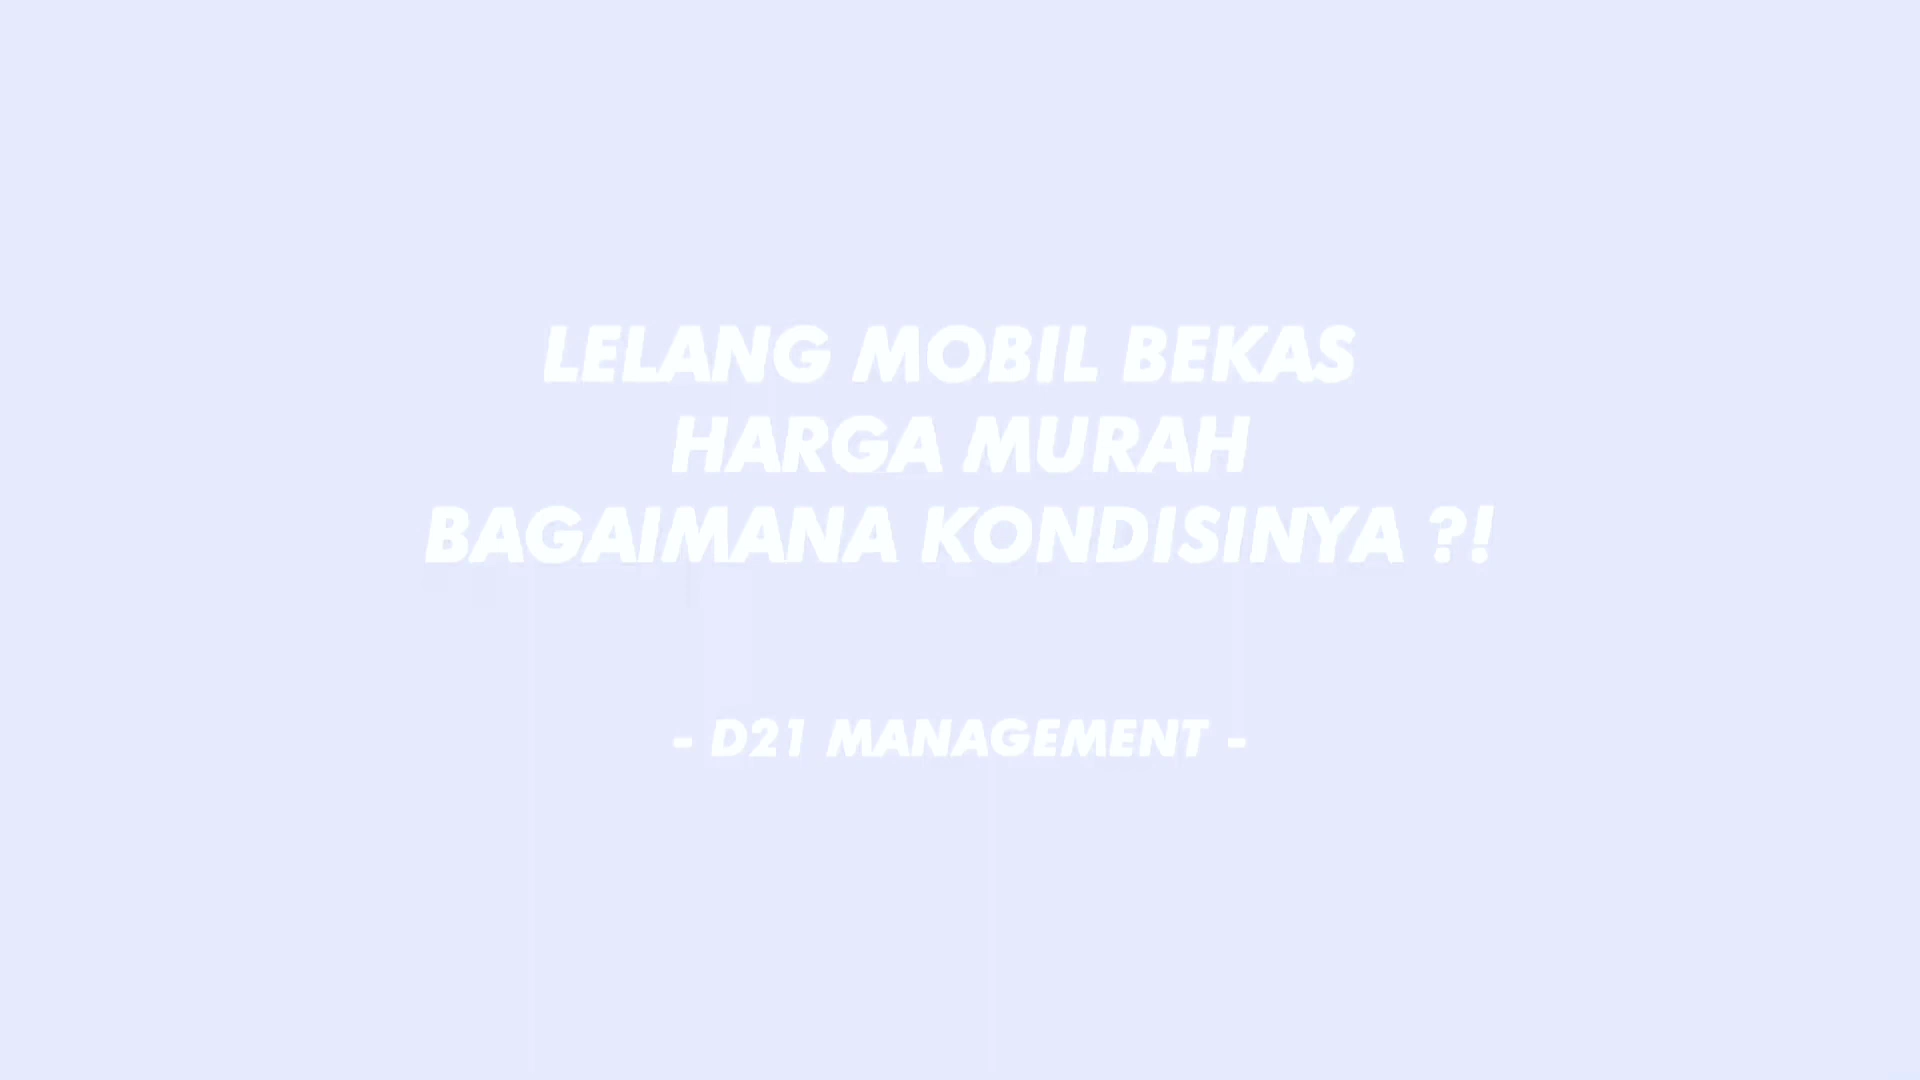 LELANG MOBIL BEKAS
HARGA MURAH
BAGAIMANA KONDISINYA ?!
- D21 MANAGEMENT -